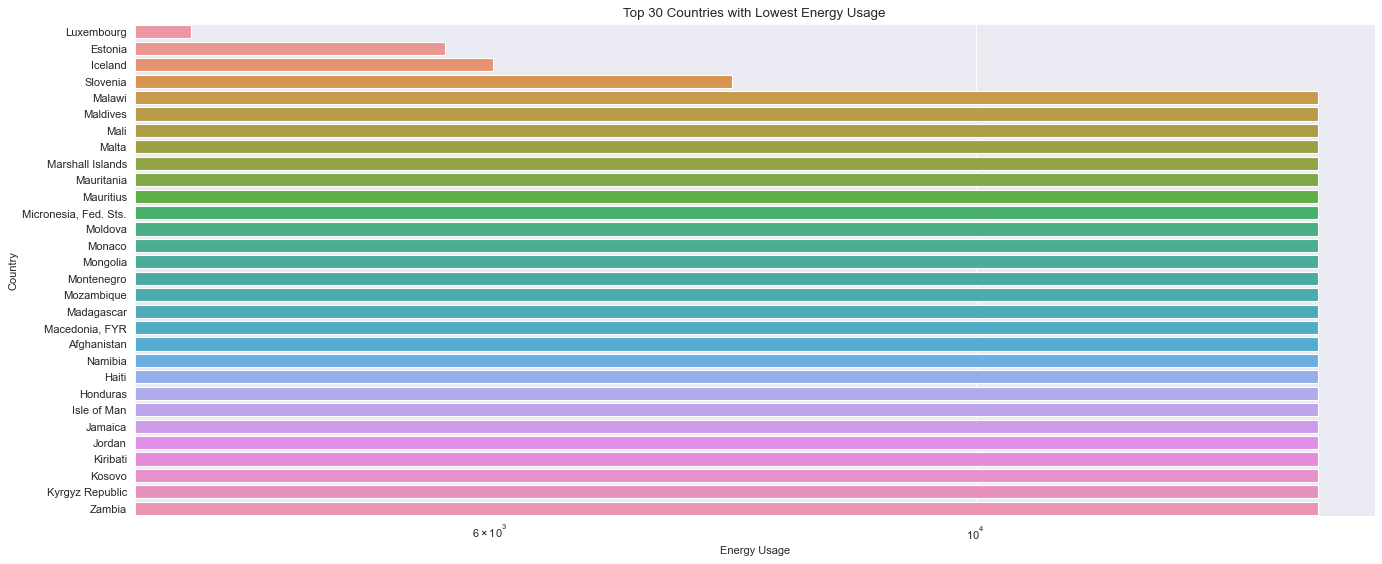 Top 30 Countries with Lowest Energy Usage
Luxembourg
Estonia
Iceland
Slovenia
Malawi
Maldives
Mali
Malta
Marshall Islands
Mauritania
Mauritius
Micronesia, Fed. Sts.
Moldova
Monaco
Mongolia
Montenegro
Mozambique
Madagascar
Macedonia, FYR
Afghanistan
Namibia
Haiti
Honduras
Isle of Man
Jamaica
Jordan
Kiribati
Kosovo
Kyrgyz Republic
Zambia
Country
6 × 10³ 10⁴
Energy Usage